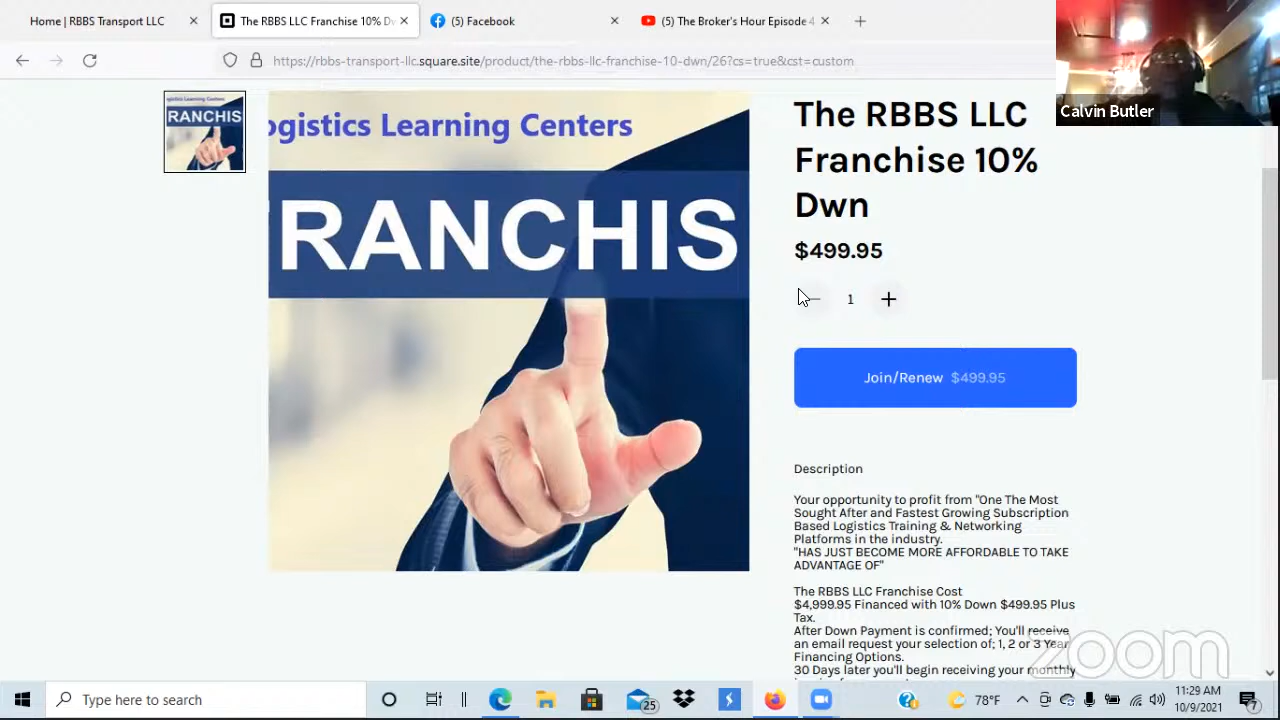 Home | RBBS Transport LLC
The RBBS LLC Franchise 10% Dv
(5) Facebook
(5) The Broker's Hour Episode 4
https://rbbs-transport-llc.square.site/product/the-rbbs-llc-franchise-10-dwn/26?cs=true&cst=custom
Calvin Butler
ogistics Learning Centers
RANCHIS
ogistics Learning Centers
RANCHIS
The RBBS LLC
Franchise 10%
Dwn
$499.95
1
Join/Renew $499.95
Description
Your opportunity to profit from "One The Most
Sought After and Fastest Growing Subscription
Based Logistics Training & Networking
Platforms in the industry.
"HAS JUST BECOME MORE AFFORDABLE TO TAKE
ADVANTAGE OF"
The RBBS LLC Franchise Cost
$4,999.95 Financed with 10% Down $499.95 Plus
Tax.
After Down Payment is confirmed; You'll receive
an email request your selection of; 1, 2 or 3 Year
Financing Options.
30 Days later you'll begin receiving your monthly
zoom
Type here to search
25
78°F
11:29 AM
10/9/2021
7